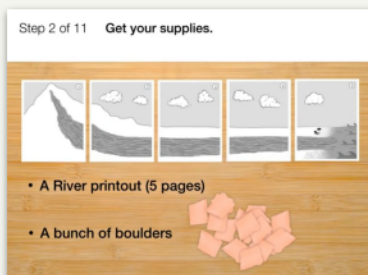 Step 2 of 11 Get your supplies.
• A River printout (5 pages)
• A bunch of boulders